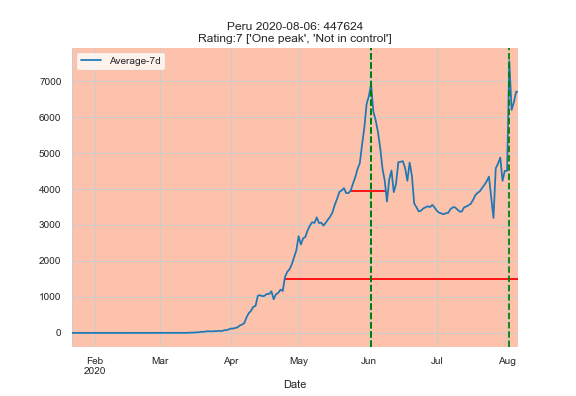 Peru 2020-08-06: 447624
Rating:7 ['One peak', 'Not in control']
Average-7d
7000
6000
5000
4000
3000
2000
1000
0
Feb Mar Apr May Jun Jul Aug
2020
Date